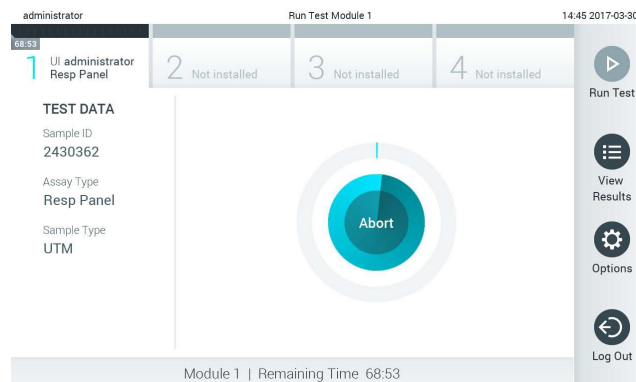 administrator
Run Test Module 1
14:45 2017-03-30
68:53
1 UI administrator
Resp Panel
2 Not installed
3 Not installed
4 Not installed
TEST DATA
Sample ID
2430362
Assay Type
Resp Panel
Sample Type
UTM
Abort
Run Test
View
Results
Options
Log Out
Module 1 | Remaining Time 68:53